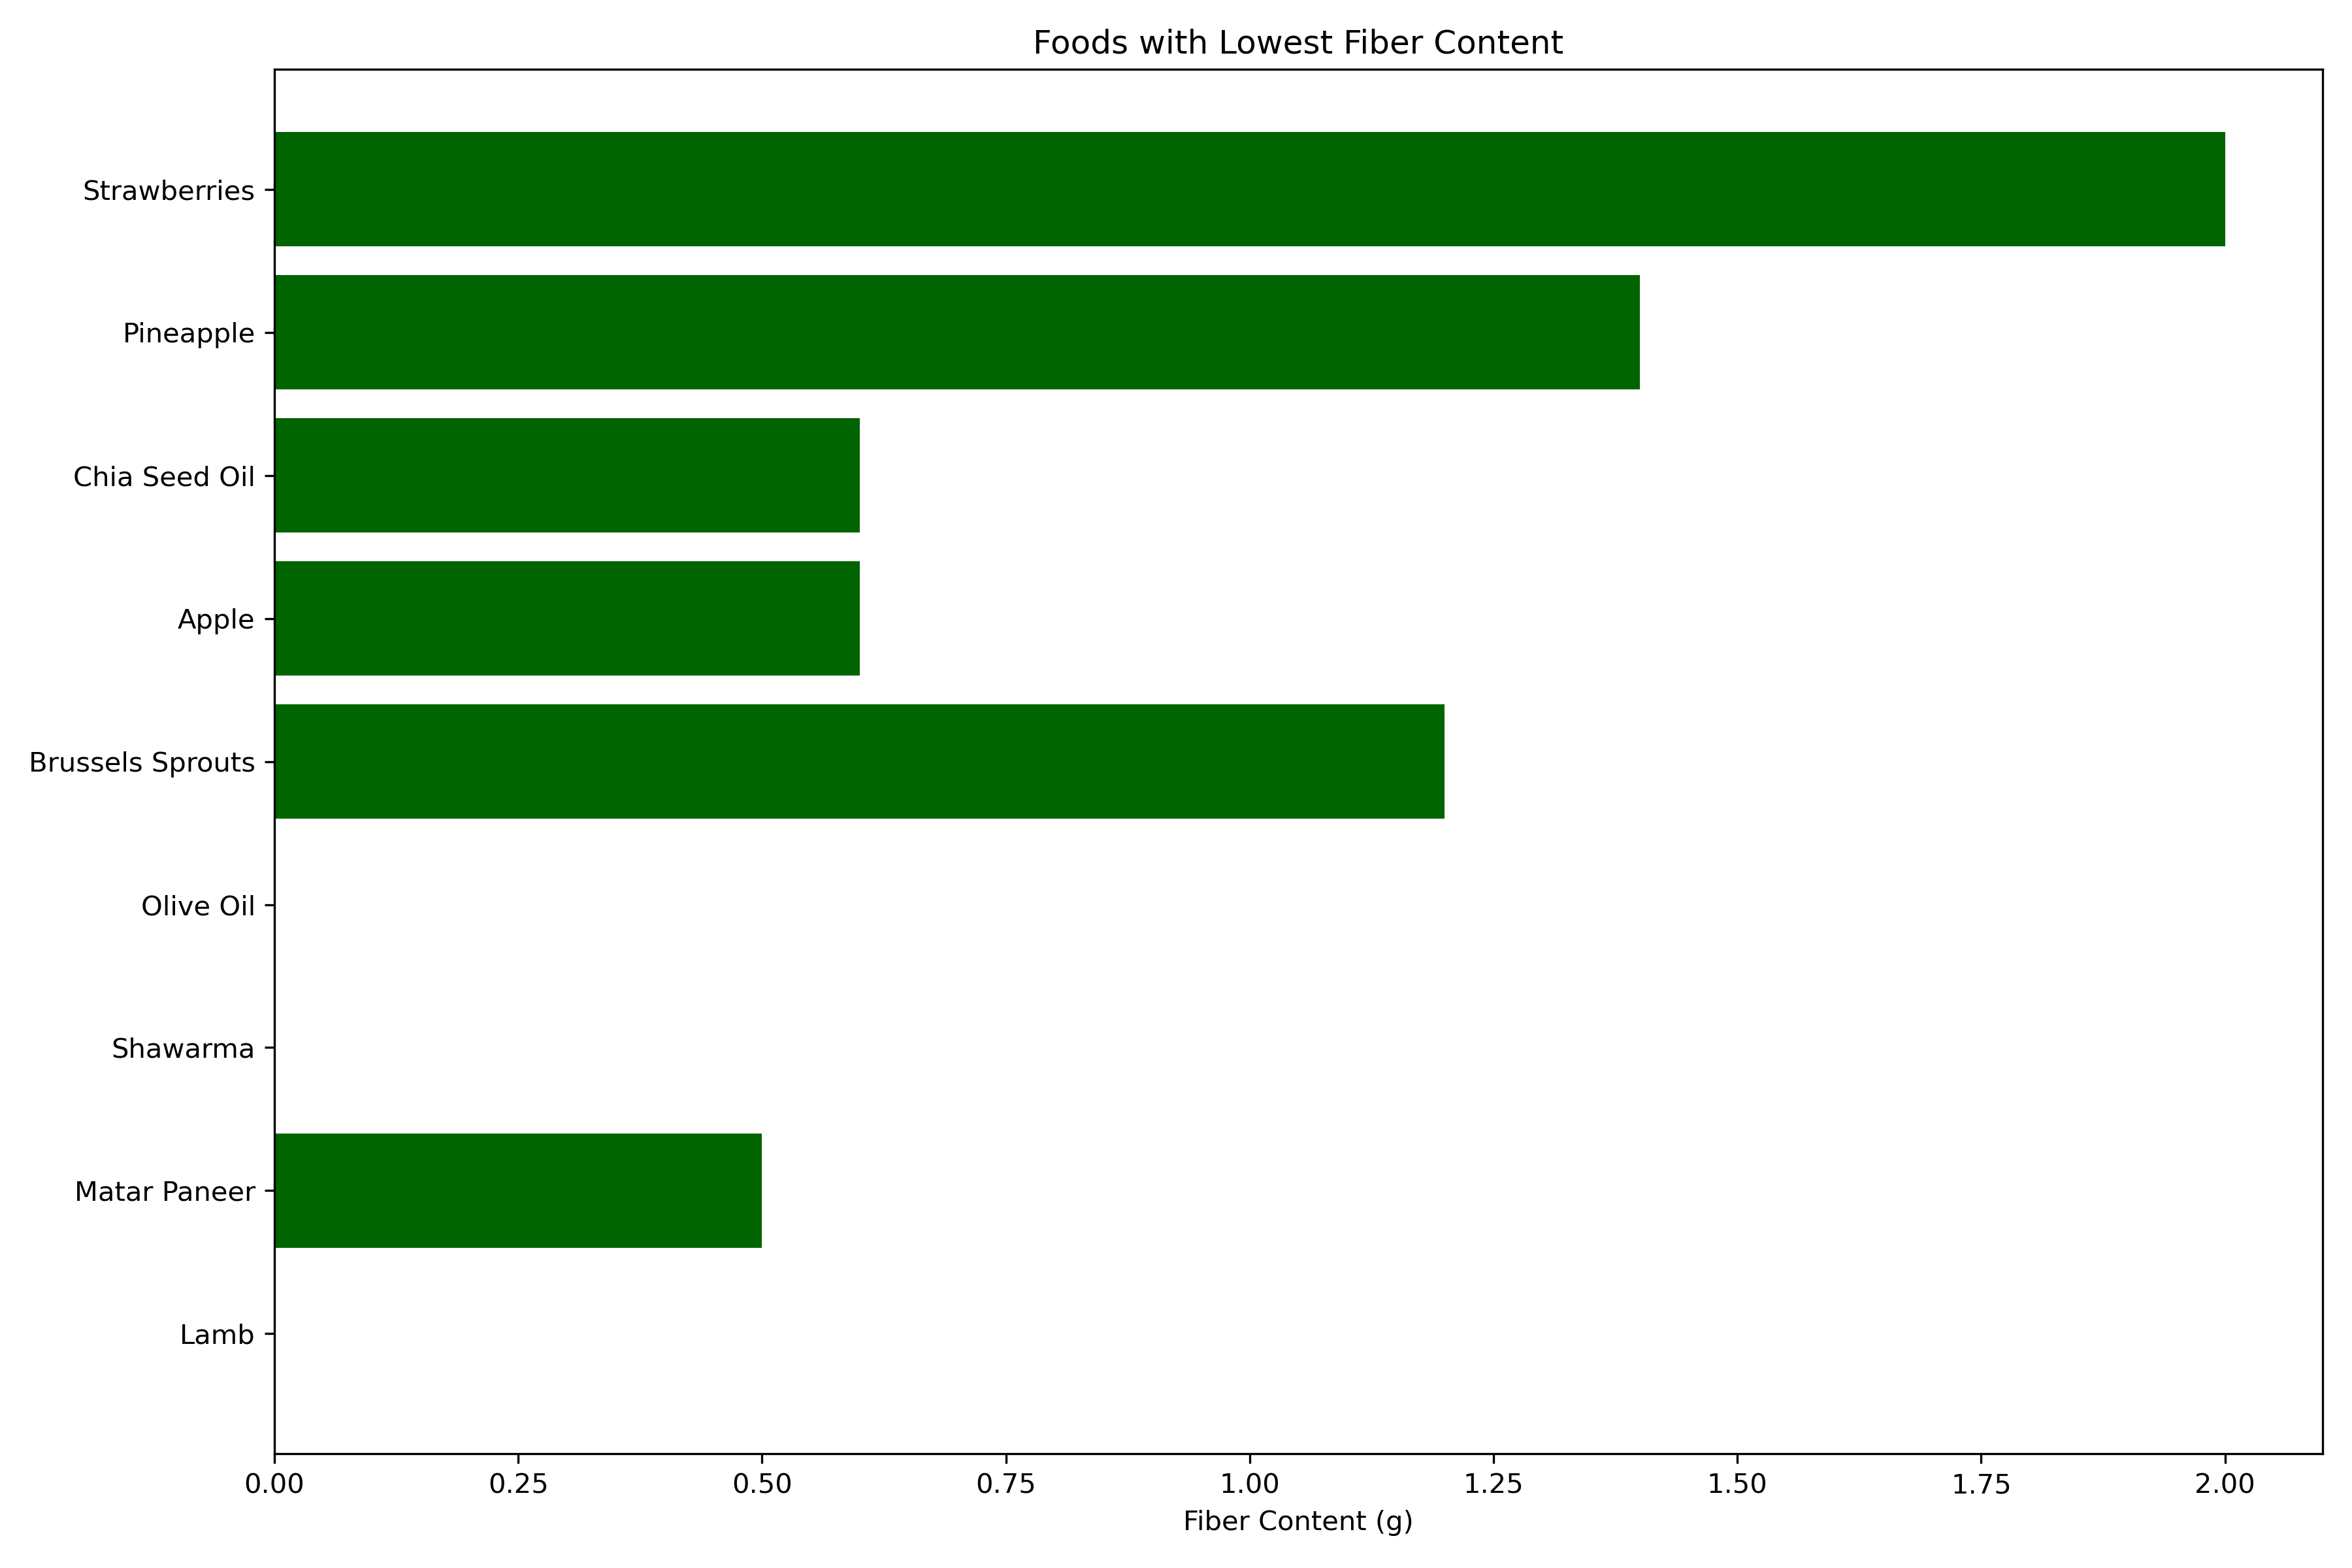 Foods with Lowest Fiber Content
Strawberries
Pineapple
Chia Seed Oil
Apple
Brussels Sprouts
Olive Oil
Shawarma
Matar Paneer
Lamb
0.00 0.25 0.50 0.75 1.00 1.25 1.50 1.75 2.00
Fiber Content (g)